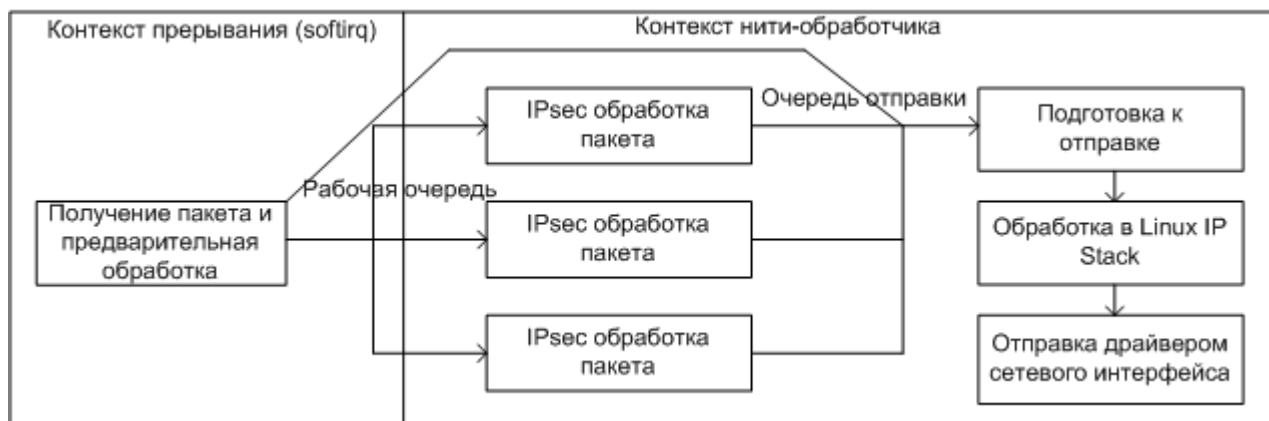 Контекст прерывания (softirq)
Контекст нити-обработчика
IPsec обработка
пакета
Очередь отправки
Подготовка к
отправке
Рабочая очередь
Получение пакета и
предварительная
обработка
IPsec обработка
пакета
Обработка в Linux IP
Stack
IPsec обработка
пакета
Отправка драйвером
сетевого интерфейса